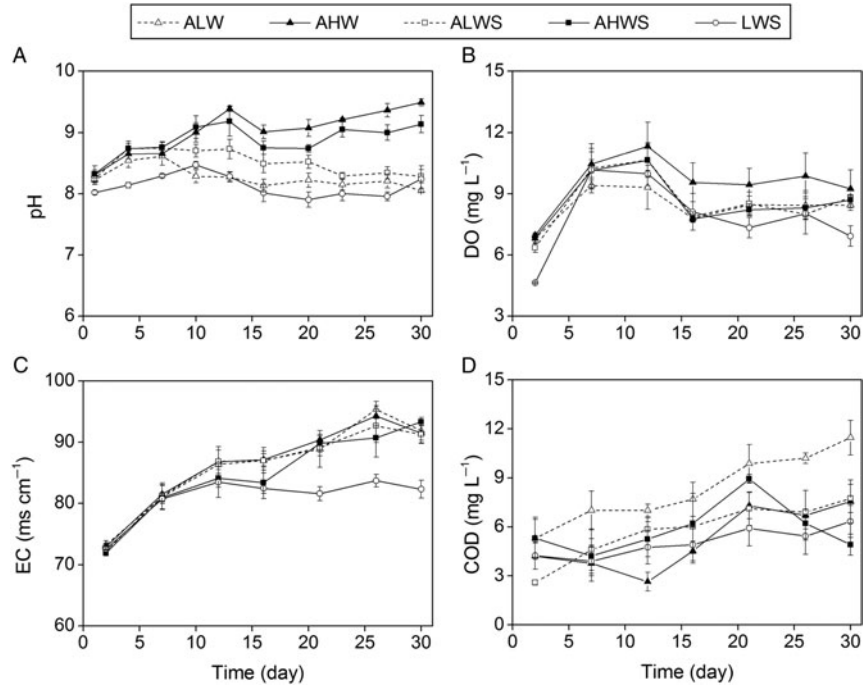 ALW AHW ALWS AHWS LWS
A
10
9
8
7
6
pH
0 5 10 15 20 25 30
B
15
12
9
6
3
0
DO (mg L⁻¹)
0 5 10 15 20 25 30
C
100
90
80
70
60
EC (ms cm⁻¹)
0 5 10 15 20 25 30
Time (day)
D
15
12
9
6
3
0
COD (mg L⁻¹)
0 5 10 15 20 25 30
Time (day)